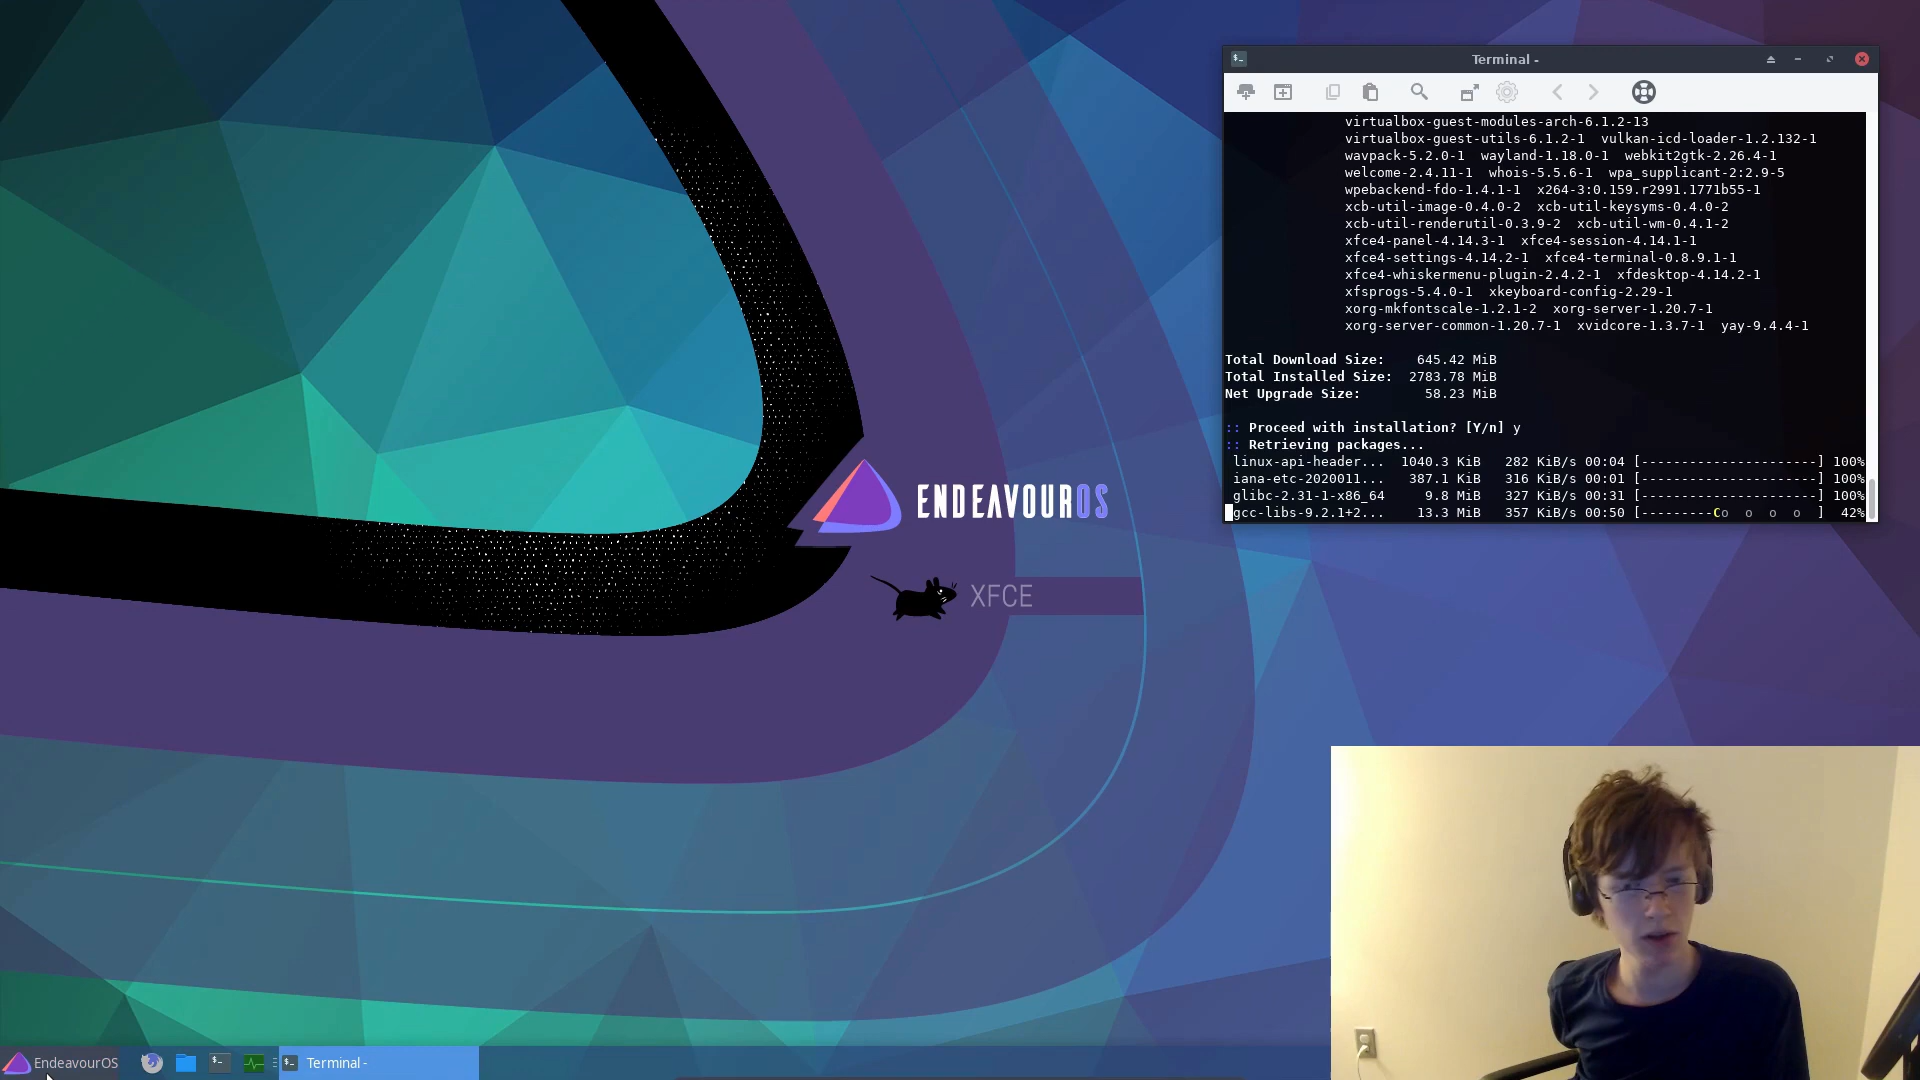 Terminal -
virtualbox-guest-modules-arch-6.1.2-13
virtualbox-guest-utils-6.1.2-1 vulkan-icd-loader-1.2.132-1
wavpack-5.2.0-1 wayland-1.18.0-1 webkit2gtk-2.26.4-1
welcome-2.4.11-1 whois-5.5.6-1 wpa_supplicant-2:2.9-5
wpebackend-fdo-1.4.1-1 x264-3:0.159.r2991.1771b55-1
xcb-util-image-0.4.0-2 xcb-util-keysyms-0.4.0-2
xcb-util-renderutil-0.3.9-2 xcb-util-wm-0.4.1-2
xfce4-panel-4.14.3-1 xfce4-session-4.14.1-1
xfce4-settings-4.14.2-1 xfce4-terminal-0.8.9.1-1
xfce4-whiskermenu-plugin-2.4.2-1 xfdesktop-4.14.2-1
xfsprogs-5.4.0-1 xkeyboard-config-2.29-1
xorg-mkfontscale-1.2.1-2 xorg-server-1.20.7-1
xorg-server-common-1.20.7-1 xvidcore-1.3.7-1 yay-9.4.4-1
Total Download Size: 645.42 MiB
Total Installed Size: 2783.78 MiB
Net Upgrade Size: 58.23 MiB
:: Proceed with installation? [Y/n] y
:: Retrieving packages...
linux-api-header... 1040.3 KiB 282 KiB/s 00:04 [----------------------] 100%
iana-etc-2020011... 387.1 KiB 316 KiB/s 00:01 [----------------------] 100%
glibc-2.31-1-x86_64 9.8 MiB 327 KiB/s 00:31 [----------------------] 100%
gcc-libs-9.2.1+2... 13.3 MiB 357 KiB/s 00:50 [---------Co o o o ] 42%
ENDEAVOUROS
XFCE
EndeavourOS
Terminal -